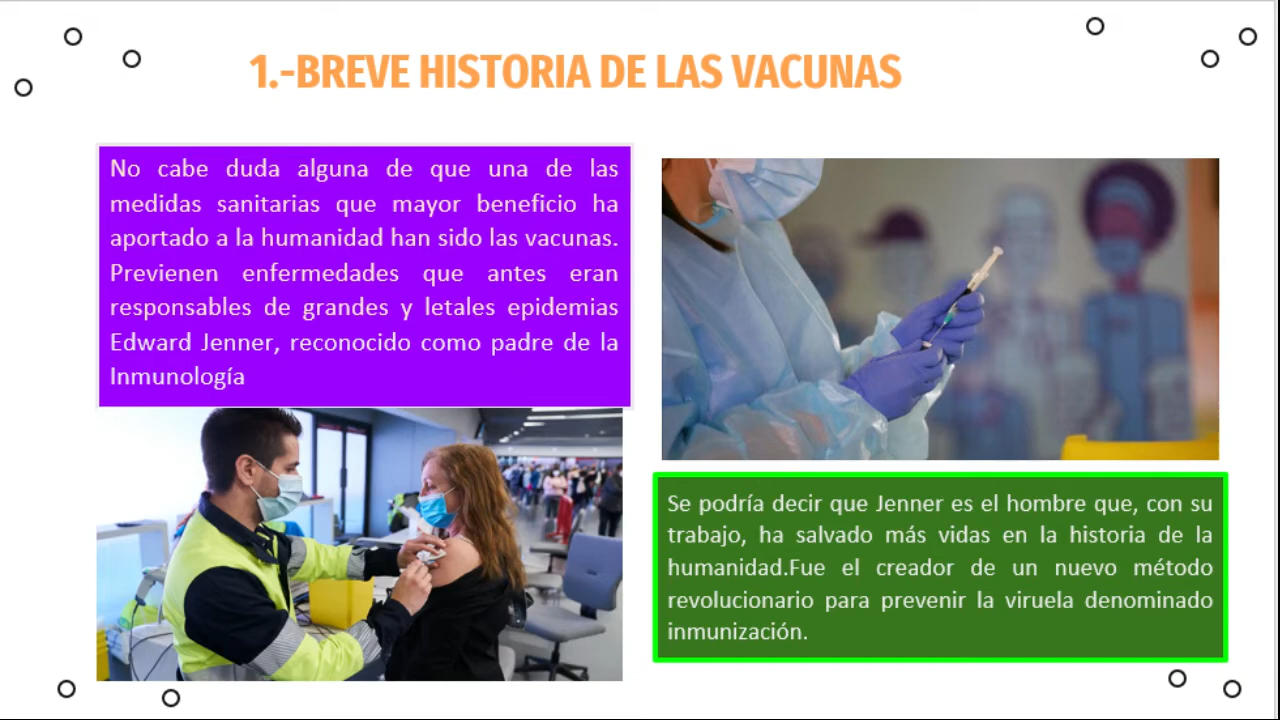 1.-BREVE HISTORIA DE LAS VACUNAS
No cabe duda alguna de que una de las
medidas sanitarias que mayor beneficio ha
aportado a la humanidad han sido las vacunas.
Previenen enfermedades que antes eran
responsables de grandes y letales epidemias
Edward Jenner, reconocido como padre de la
Inmunología
Se podría decir que Jenner es el hombre que, con su
trabajo, ha salvado más vidas en la historia de la
humanidad.Fue el creador de un nuevo método
revolucionario para prevenir la viruela denominado
inmunización.